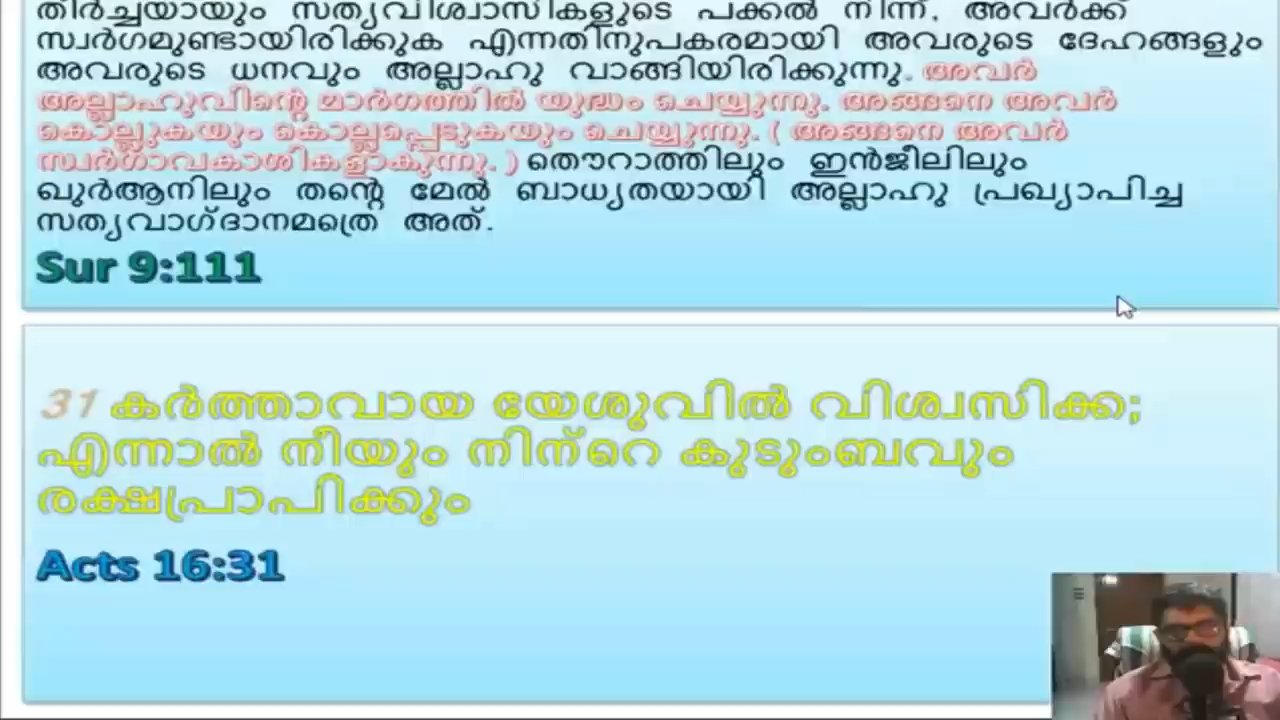 തീർച്ചയായും സത്യവിശ്വാസികളുടെ പക്കൽ നിന്ന്, അവർക്ക്
സ്വർഗമുണ്ടായിരിക്കുക എന്നതിനുപകരമായി അവരുടെ ദേഹങ്ങളും
അവരുടെ ധനവും അല്ലാഹു വാങ്ങിയിരിക്കുന്നു. അവർ
അല്ലാഹുവിന്റെ മാർഗത്തിൽ യുദ്ധം ചെയ്യുന്നു. അങ്ങനെ അവർ
കൊല്ലുകയും കൊല്ലപ്പെടുകയും ചെയ്യുന്നു. ( അങ്ങനെ അവർ
സ്വർഗാവകാശികളാകുന്നു. ) തൌറാത്തിലും ഇൻജീലിലും
ഖുർആനിലും തന്റെ മേൽ ബാധ്യതയായി അല്ലാഹു പ്രഖ്യാപിച്ച
സത്യവാഗ്ദാനമത്രെ അത്.
Sur 9:111
31 കർത്താവായ യേശുവിൽ വിശ്വസിക്ക;
എന്നാൽ നീയും നിന്റെ കുടുംബവും
രക്ഷപ്രാപിക്കും
Acts 16:31